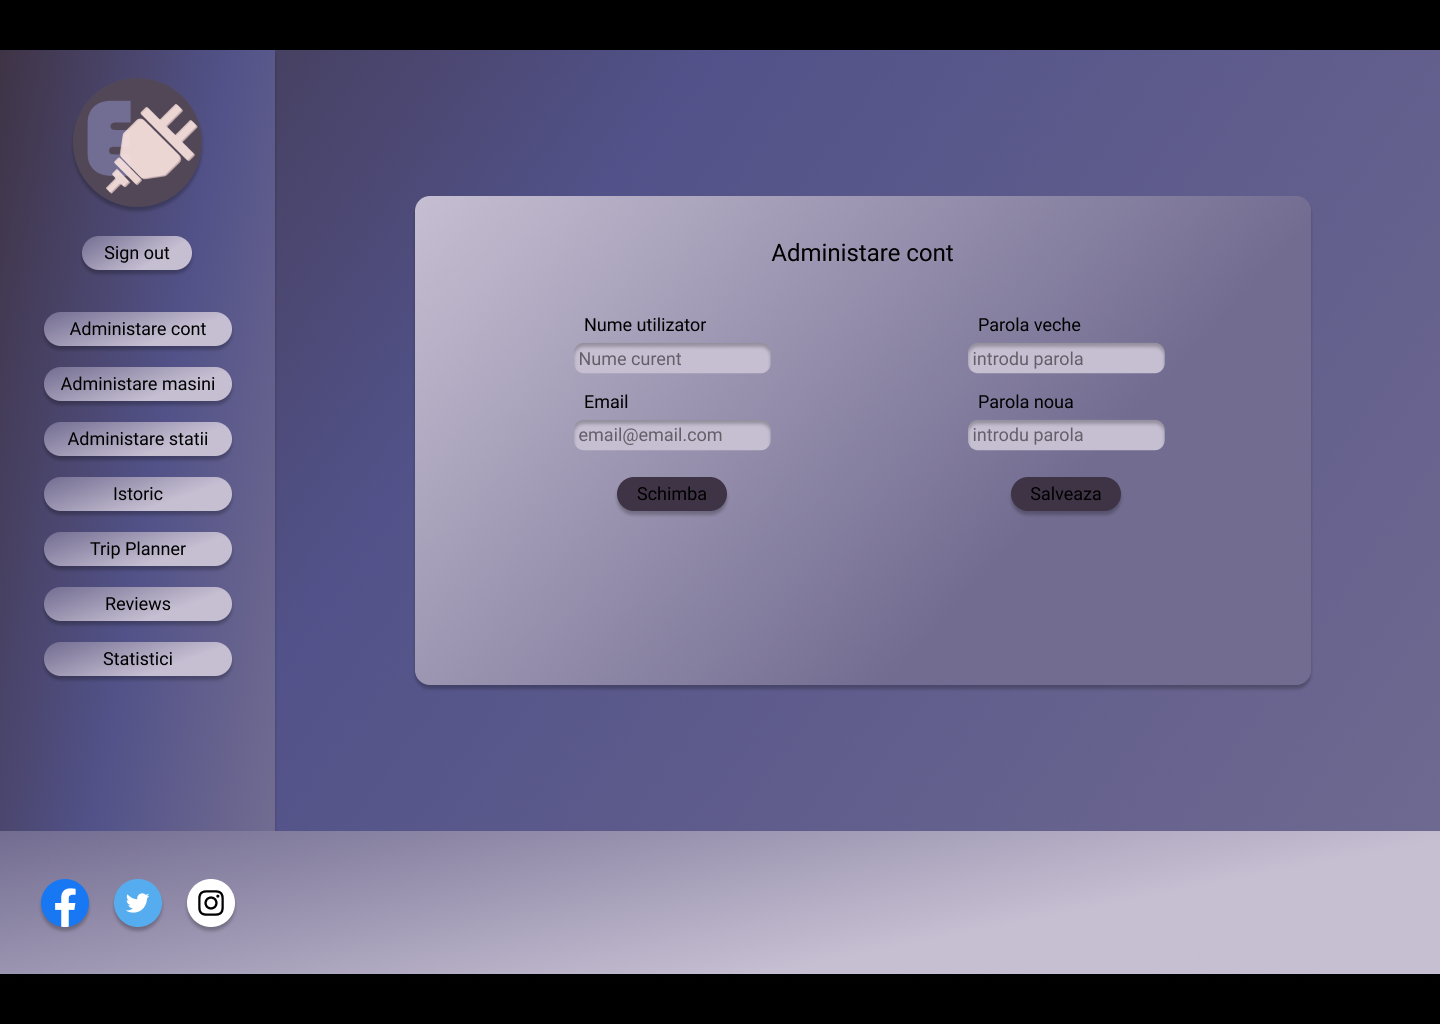 Sign out
Administare cont
Administare masini
Administare statii
Istoric
Trip Planner
Reviews
Statistici
Administare cont
Nume utilizator
Nume curent
Email
email@email.com
Schimba
Parola veche
introdu parola
Parola noua
introdu parola
Salveaza